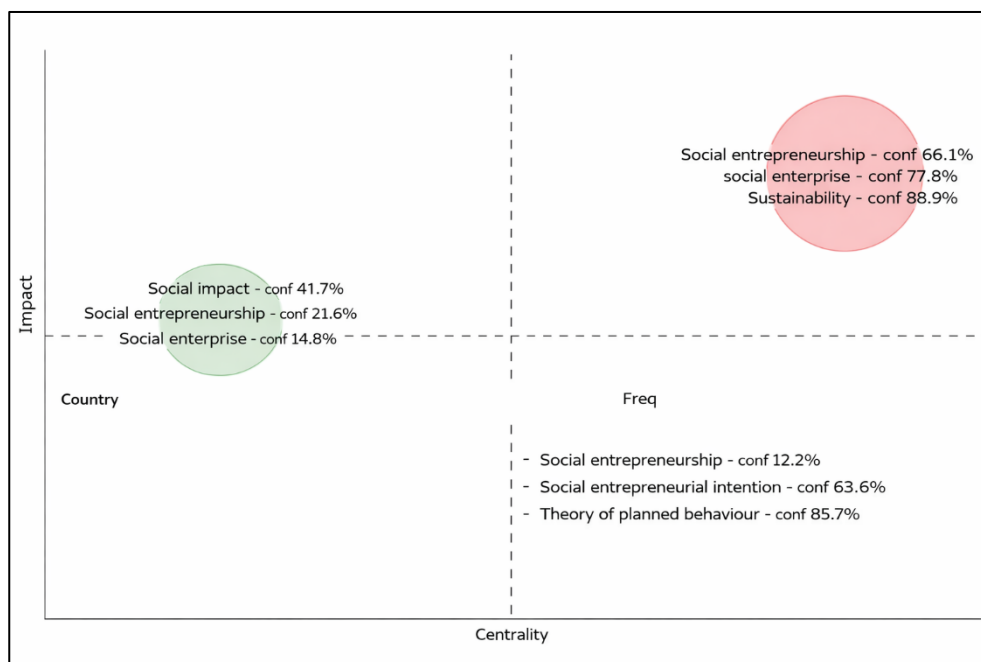 Social entrepreneurship - conf 66.1%
social enterprise - conf 77.8%
Sustainability - conf 88.9%
Social impact - conf 41.7%
Social entrepreneurship - conf 21.6%
Social enterprise - conf 14.8%
Impact
Country
Freq
- Social entrepreneurship - conf 12.2%
- Social entrepreneurial intention - conf 63.6%
- Theory of planned behaviour - conf 85.7%
Centrality